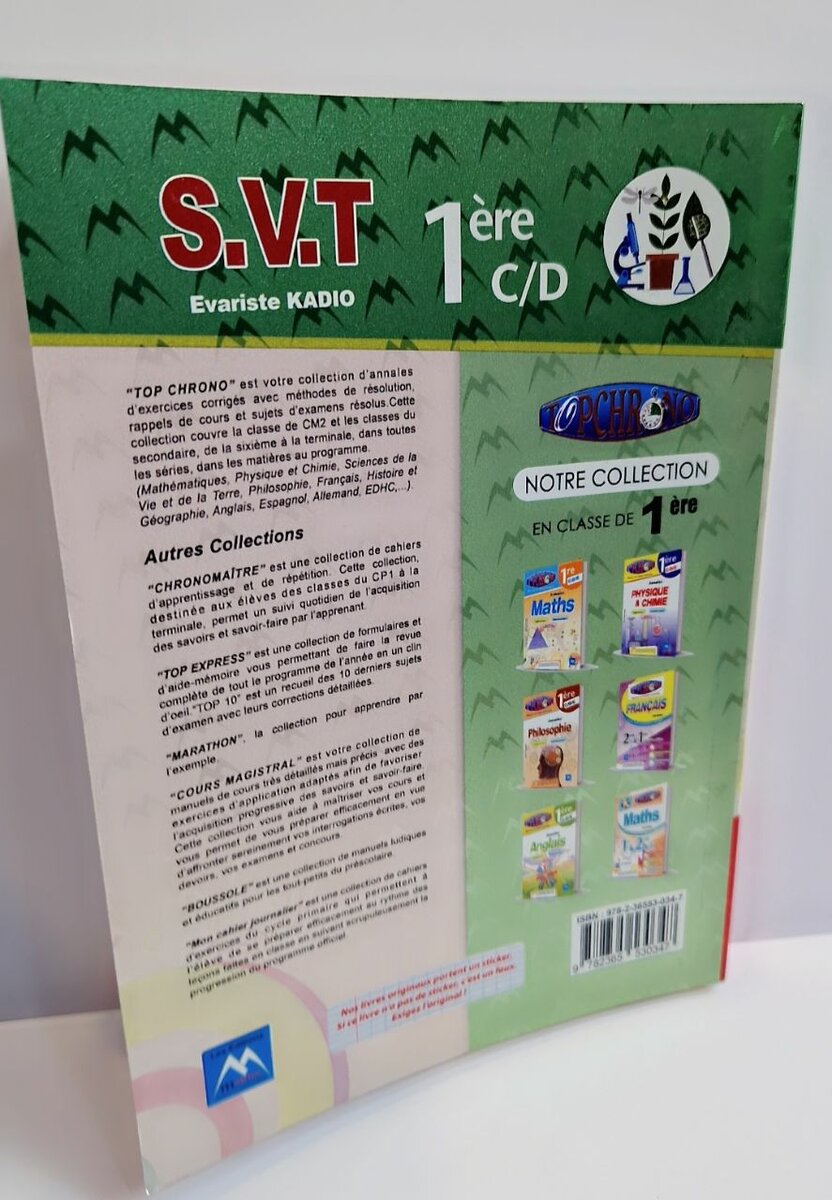 S.V.T
Evariste KADIO
1ère
C/D
"TOP CHRONO" est votre collection d'annales
d'exercices corrigés avec méthodes de résolution,
rappels de cours et sujets d'examens résolus.Cette
collection couvre la classe de CM2 et les classes du
secondaire, de la sixième à la terminale, dans toutes
les séries, dans les matières au programme.
(Mathématiques, Physique et Chimie, Sciences de la
Vie et de la Terre, Philosophie, Français, Histoire et
Géographie, Anglais, Espagnol, Allemand, EDHC,...).
Autres Collections
"CHRONOMAÎTRE" est une collection de cahiers
d'apprentissage et de répétition. Cette collection,
destinée aux élèves des classes du CP1 à la
terminale, permet un suivi quotidien de l'acquisition
des savoirs et savoir-faire par l'apprenant.
"TOP EXPRESS" est une collection de formulaires et
d'aide-mémoire vous permettant de faire la revue
complète de tout le programme de l'année en un clin
d'oeil."TOP 10" est un recueil des 10 derniers sujets
d'examen avec leurs corrections détaillées.
"MARATHON", la collection pour apprendre par
l'exemple.
"COURS MAGISTRAL" est votre collection de
manuels de cours très détaillés mais précis avec des
exercices d'application adaptés afin de favoriser
l'acquisition progressive des savoirs et savoir-faire.
Cette collection vous aide à maîtriser vos cours et
vous permet de vous préparer efficacement en vue
d'affronter sereinement vos interrogations écrites, vos
devoirs, vos examens et concours.
"BOUSSOLE" est une collection de manuels ludiques
et éducatifs pour les tout-petits du préscolaire.
"Mon cahier journalier" est une collection de cahiers
d'exercices du cycle primaire qui permettent à
l'élève de se préparer efficacement au rythme des
leçons faites en classe en suivant scrupuleusement la
progression du programme officiel.
TOPCHRONO
NOTRE COLLECTION
EN CLASSE DE 1ère
1re
Maths
1ère
PHYSIQUE
& CHIMIE
1ère
Philosophie
FRANÇAIS
1ère
Anglais
Maths
ISBN : 978-2-36553-034-7
9 782365 530347
Nos livres originaux portent un sticker.
Si ce livre n'a pas de sticker, c'est un faux.
Exigez l'original !